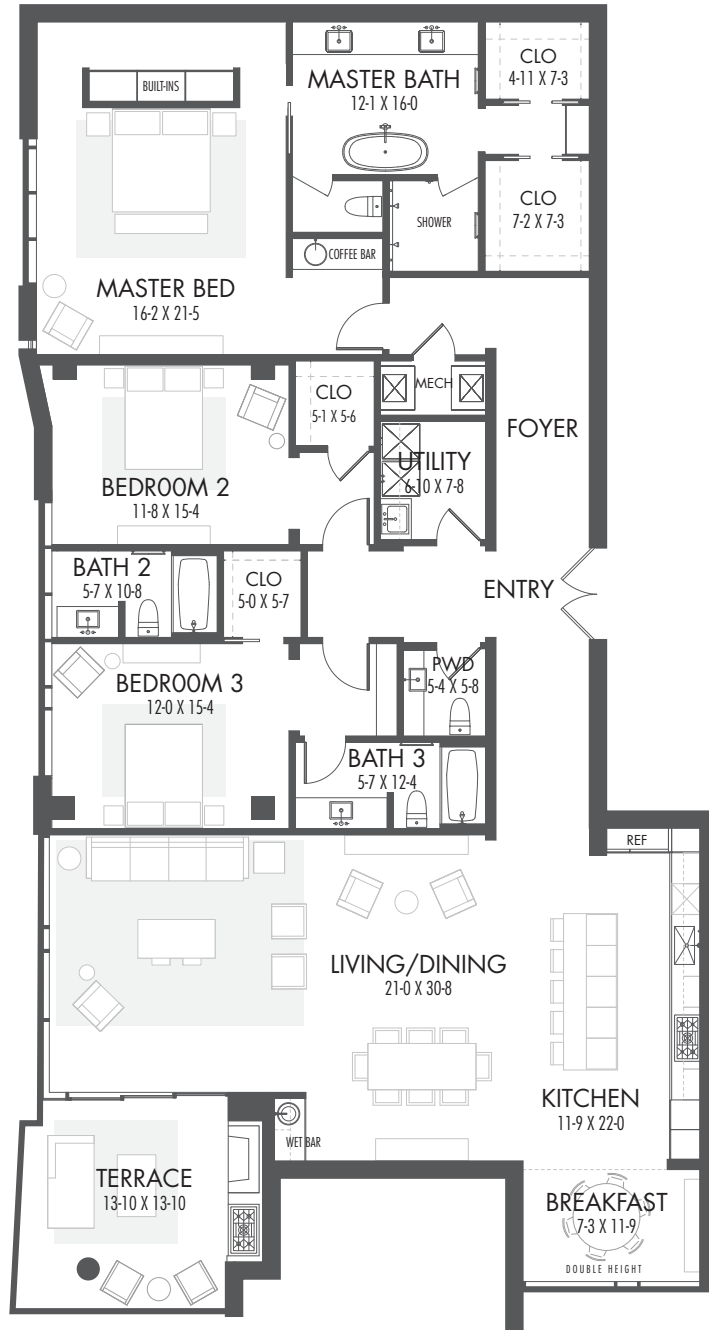 CLO
4-11 X 7-3
MASTER BATH
12-1 X 16-0
BUILT-INS
CLO
7-2 X 7-3
SHOWER
COFFEE BAR
MASTER BED
16-2 X 21-5
MECH
CLO
5-1 X 5-6
FOYER
UTILITY
6-10 X 7-8
BEDROOM 2
11-8 X 15-4
BATH 2
5-7 X 10-8
CLO
5-0 X 5-7
ENTRY
PWD
5-4 X 5-8
BEDROOM 3
12-0 X 15-4
BATH 3
5-7 X 12-4
REF
LIVING/DINING
21-0 X 30-8
KITCHEN
11-9 X 22-0
WET BAR
TERRACE
13-10 X 13-10
BREAKFAST
7-3 X 11-9
DOUBLE HEIGHT